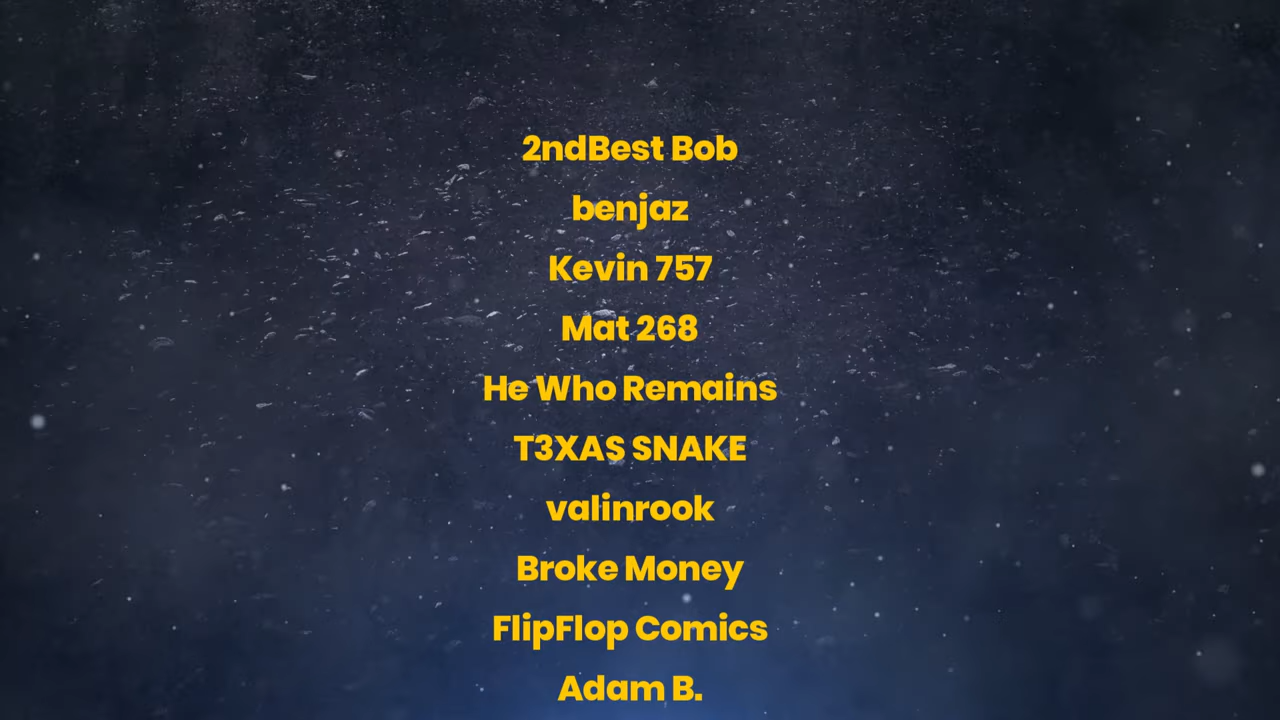 2ndBest Bob
benjaz
Kevin 757
Mat 268
He Who Remains
T3XAS SNAKE
valinrook
Broke Money
FlipFlop Comics
Adam B.